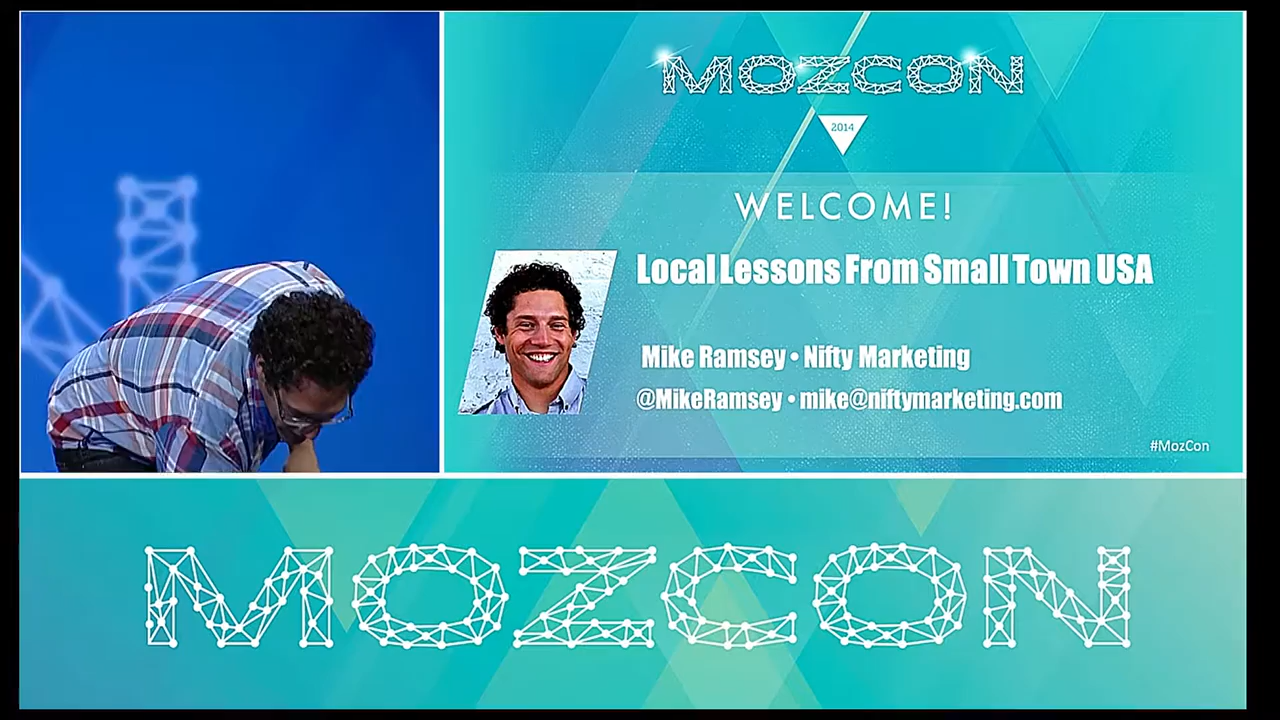 MOZCON
2014
WELCOME!
Local Lessons From Small Town USA
Mike Ramsey • Nifty Marketing
@MikeRamsey • mike@niftymarketing.com
#MozCon
MOZCON